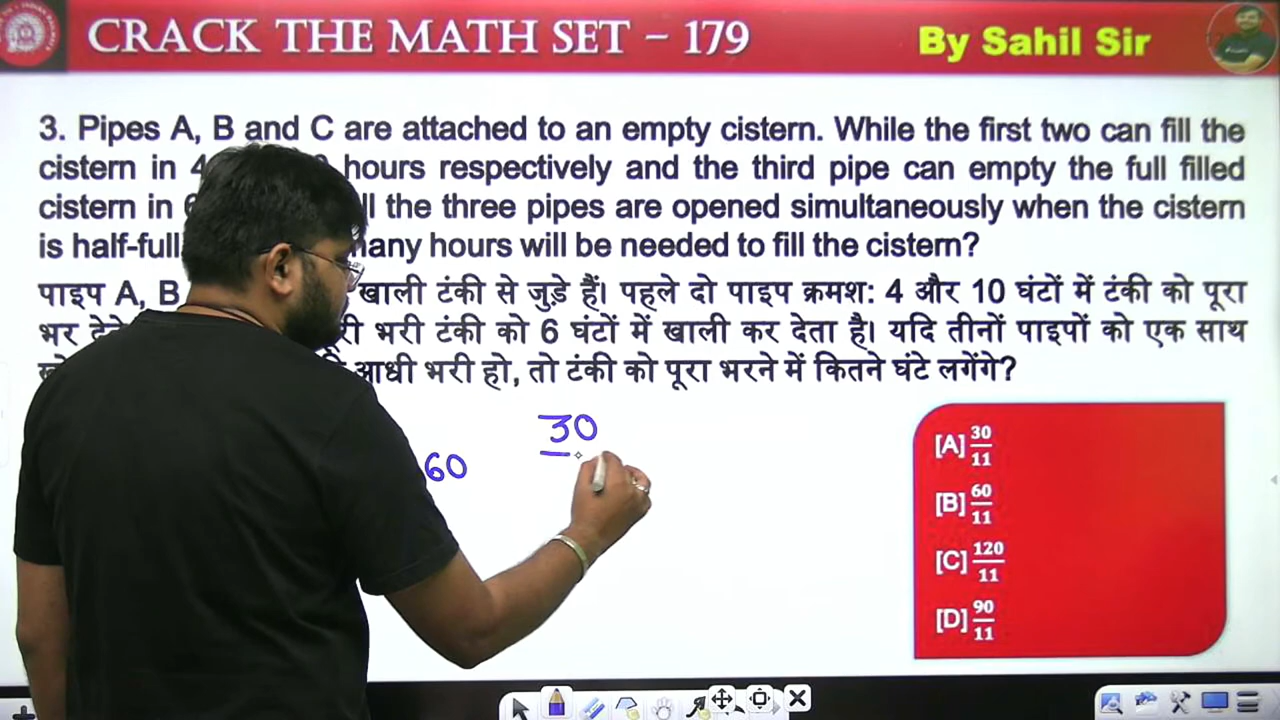 CRACK THE MATH SET – 179
By Sahil Sir
3. Pipes A, B and C are attached to an empty cistern. While the first two can fill the
cistern in 4 hours respectively and the third pipe can empty the full filled
cistern in 6 the three pipes are opened simultaneously when the cistern
is half-full, many hours will be needed to fill the cistern?
पाइप A, B खाली टंकी से जुड़े हैं। पहले दो पाइप क्रमश: 4 और 10 घंटों में टंकी को पूरा
भर भरी टंकी को 6 घंटों में खाली कर देता है। यदि तीनों पाइपों को एक साथ
आधी भरी हो, तो टंकी को पूरा भरने में कितने घंटे लगेंगे?
60
30
[A] 30/11
[B] 60/11
[C] 120/11
[D] 90/11